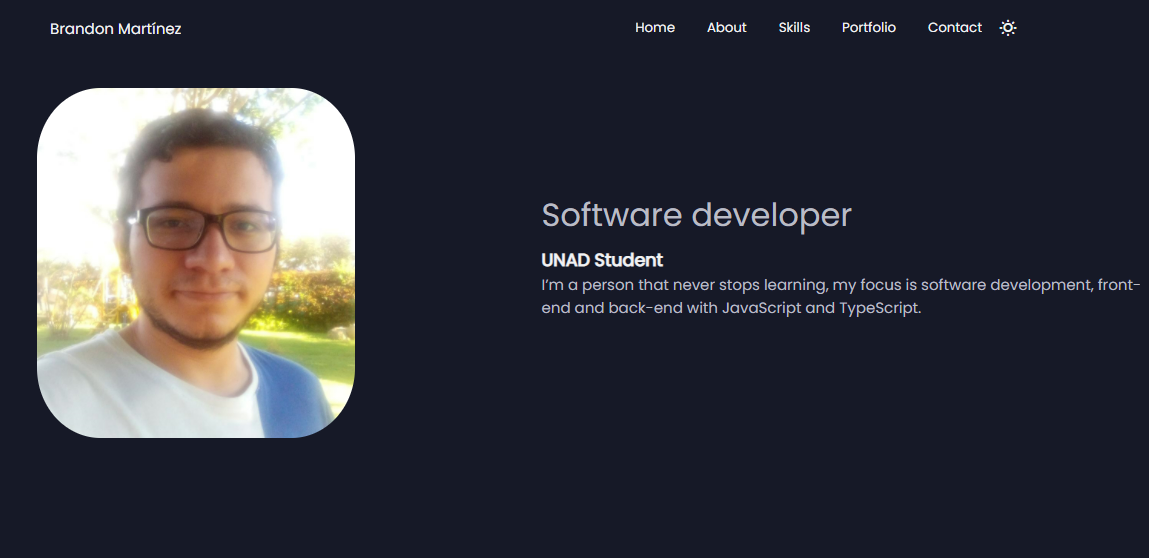 Brandon Martínez
Home About Skills Portfolio Contact
Software developer
UNAD Student
I'm a person that never stops learning, my focus is software development, front-
end and back-end with JavaScript and TypeScript.